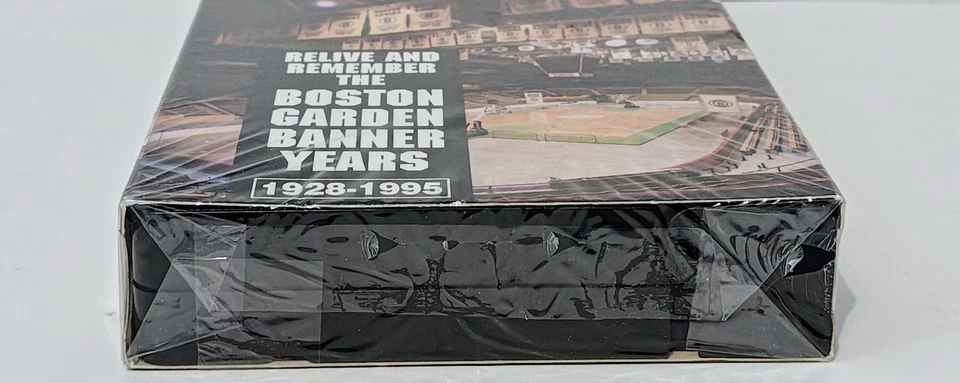 RELIVE AND
REMEMBER
THE
BOSTON
GARDEN
BANNER
YEARS
1928-1995